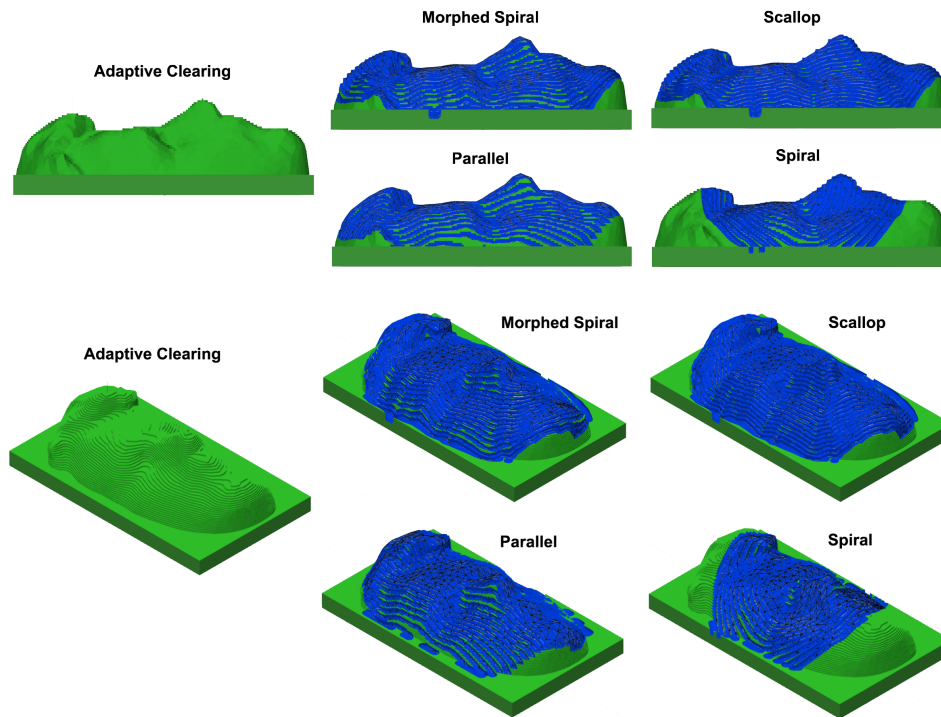 Morphed Spiral
Scallop
Adaptive Clearing
Parallel
Spiral
Morphed Spiral
Scallop
Adaptive Clearing
Parallel
Spiral